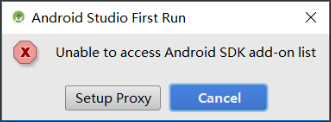 Android Studio First Run
Unable to access Android SDK add-on list
Setup Proxy
Cancel